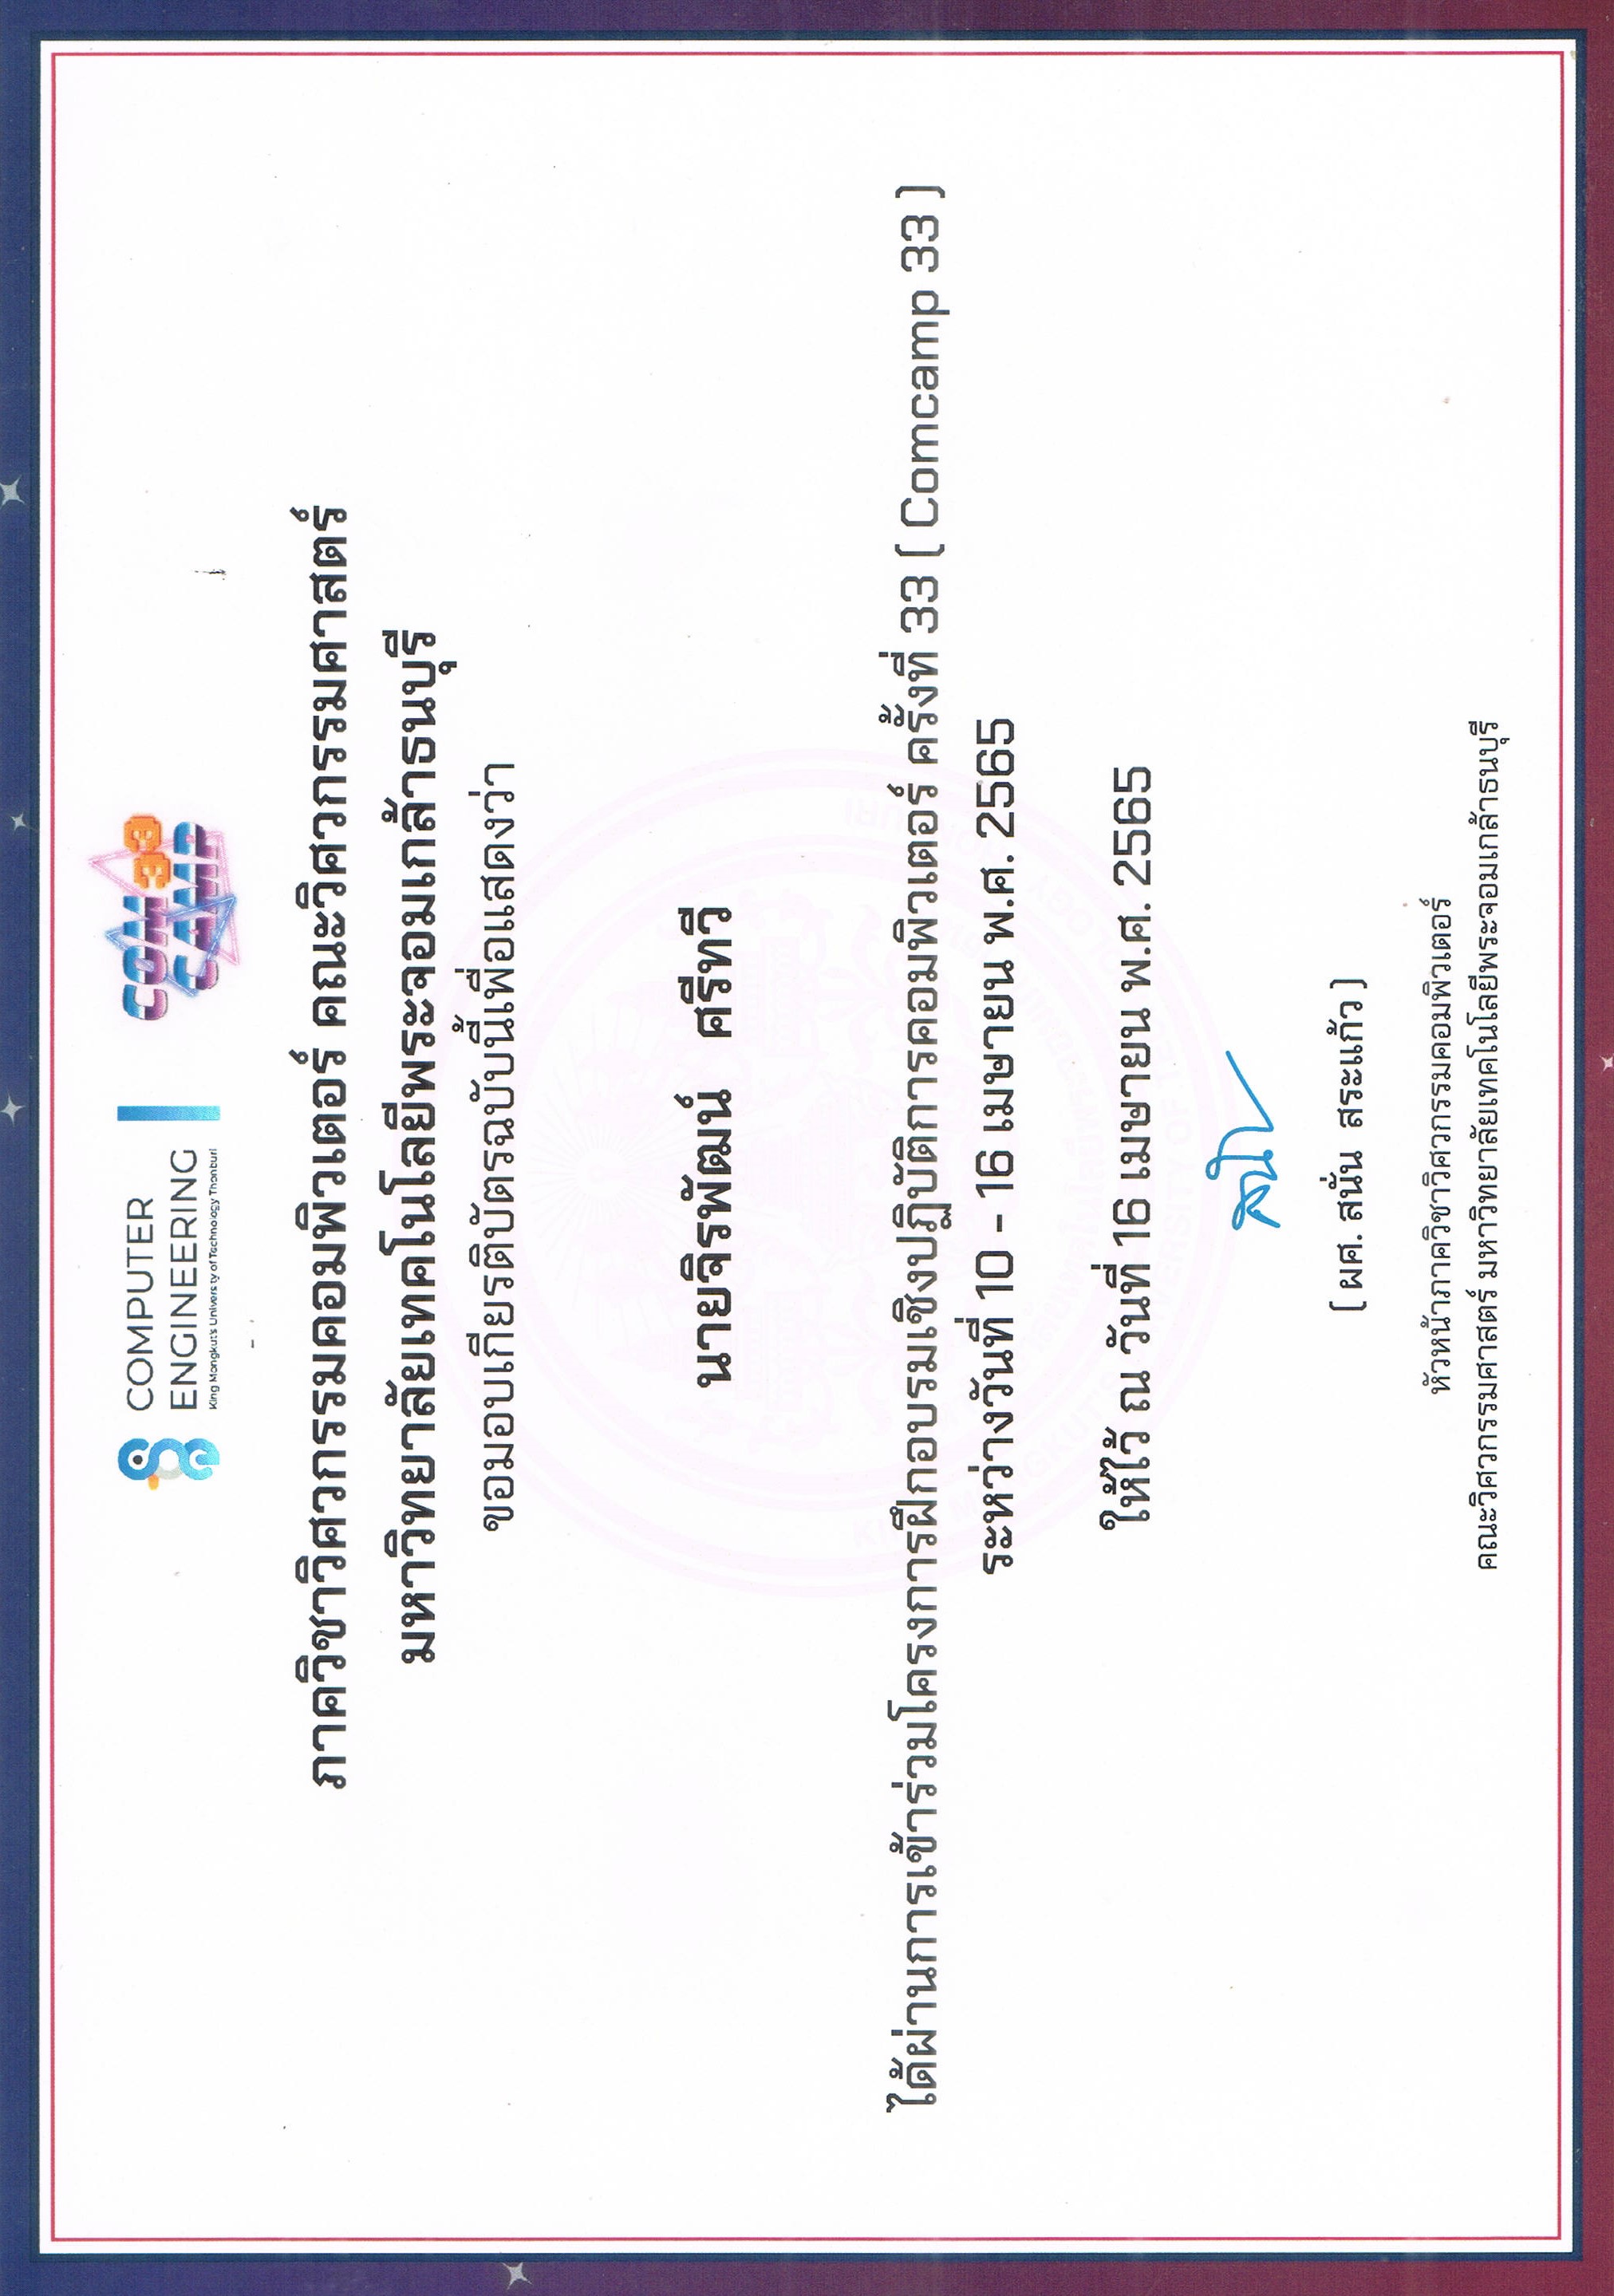 COMPUTER
ENGINEERING
King Mongkut's University of Technology Thonburi
COM 33
CAMP
ภาควิชาวิศวกรรมคอมพิวเตอร์ คณะวิศวกรรมศาสตร์
มหาวิทยาลัยเทคโนโลยีพระจอมเกล้าธนบุรี
ขอมอบเกียรติบัตรฉบับนี้เพื่อแสดงว่า
นายจิรพัฒน์ ศรีทวี
ได้ผ่านการเข้าร่วมโครงการฝึกอบรมเชิงปฏิบัติการคอมพิวเตอร์ ครั้งที่ 33 ( Comcamp 33 )
ระหว่างวันที่ 10 - 16 เมษายน พ.ศ. 2565
ให้ไว้ ณ วันที่ 16 เมษายน พ.ศ. 2565
( ผศ. สนั่น สระแก้ว )
หัวหน้าภาควิชาวิศวกรรมคอมพิวเตอร์
คณะวิศวกรรมศาสตร์ มหาวิทยาลัยเทคโนโลยีพระจอมเกล้าธนบุรี